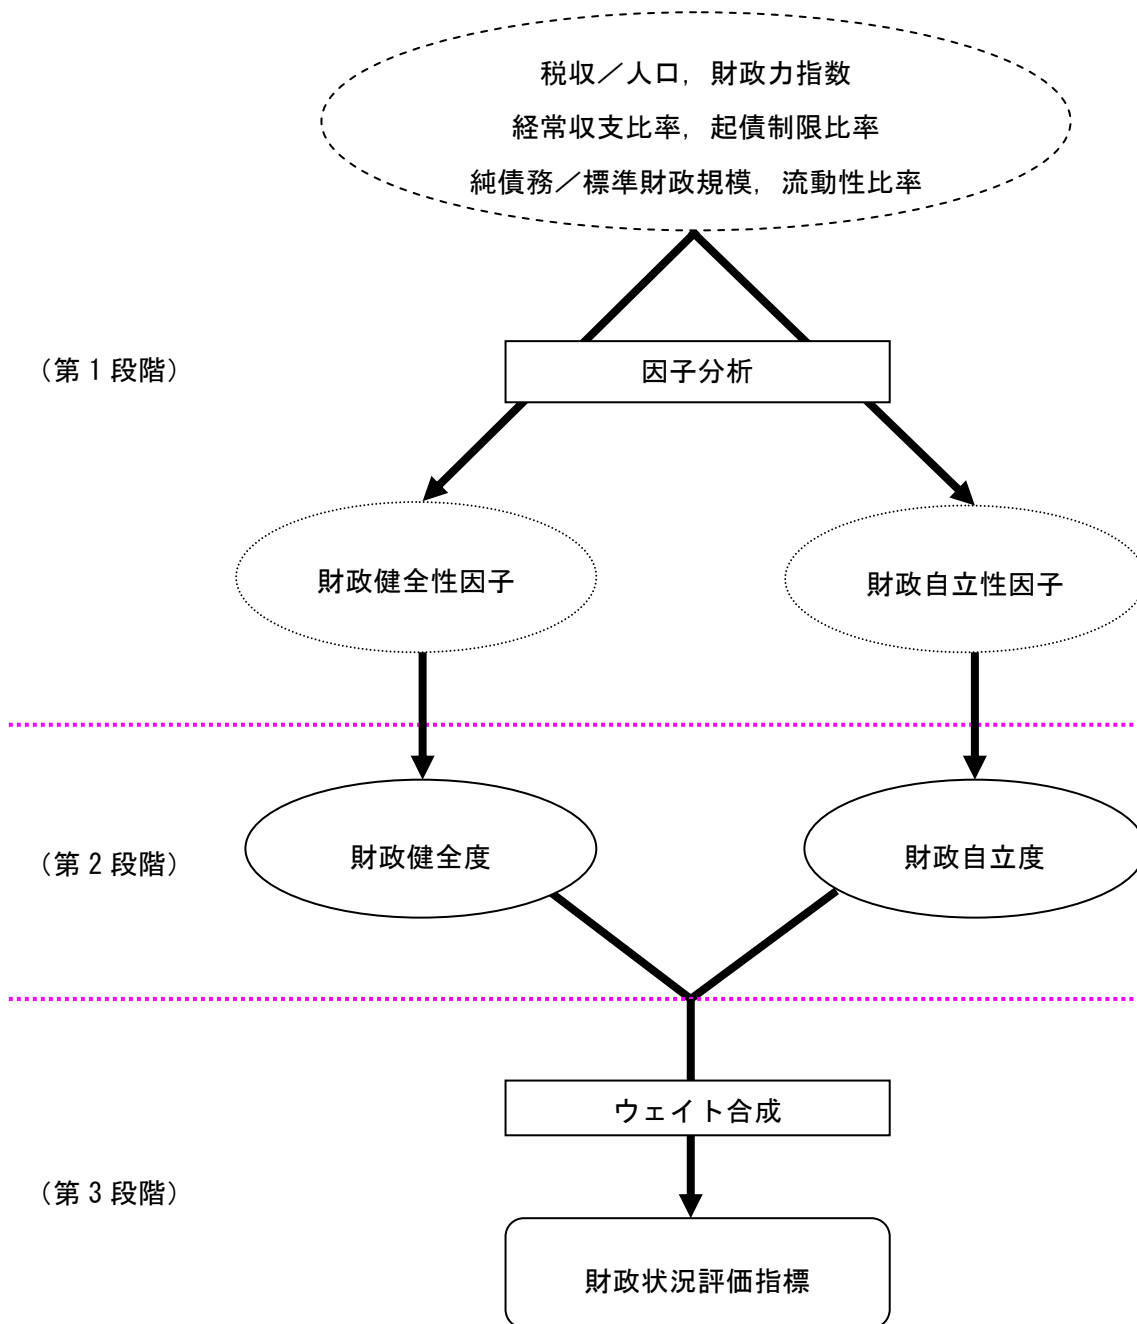 税収／人口，財政力指数
経常収支比率，起債制限比率
純債務／標準財政規模，流動性比率
（第１段階）
因子分析
財政健全性因子
財政自立性因子
（第２段階）
財政健全度
財政自立度
ウェイト合成
（第３段階）
財政状況評価指標